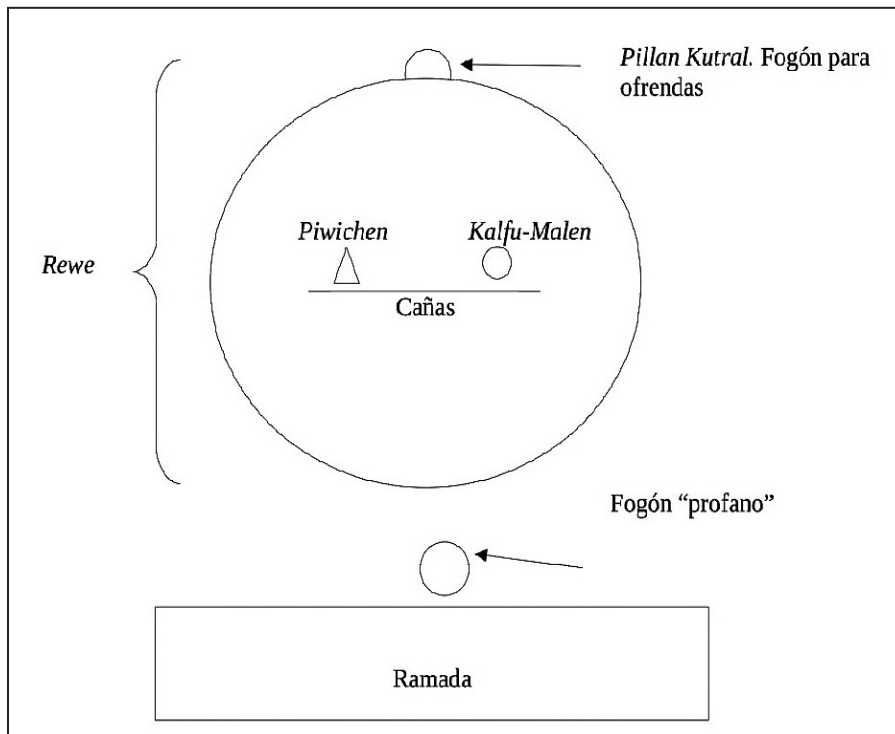 Pillan Kutral. Fogón para
ofrendas
Piwichen
Kalfu-Malen
Rewe
Cañas
Fogón “profano”
Ramada